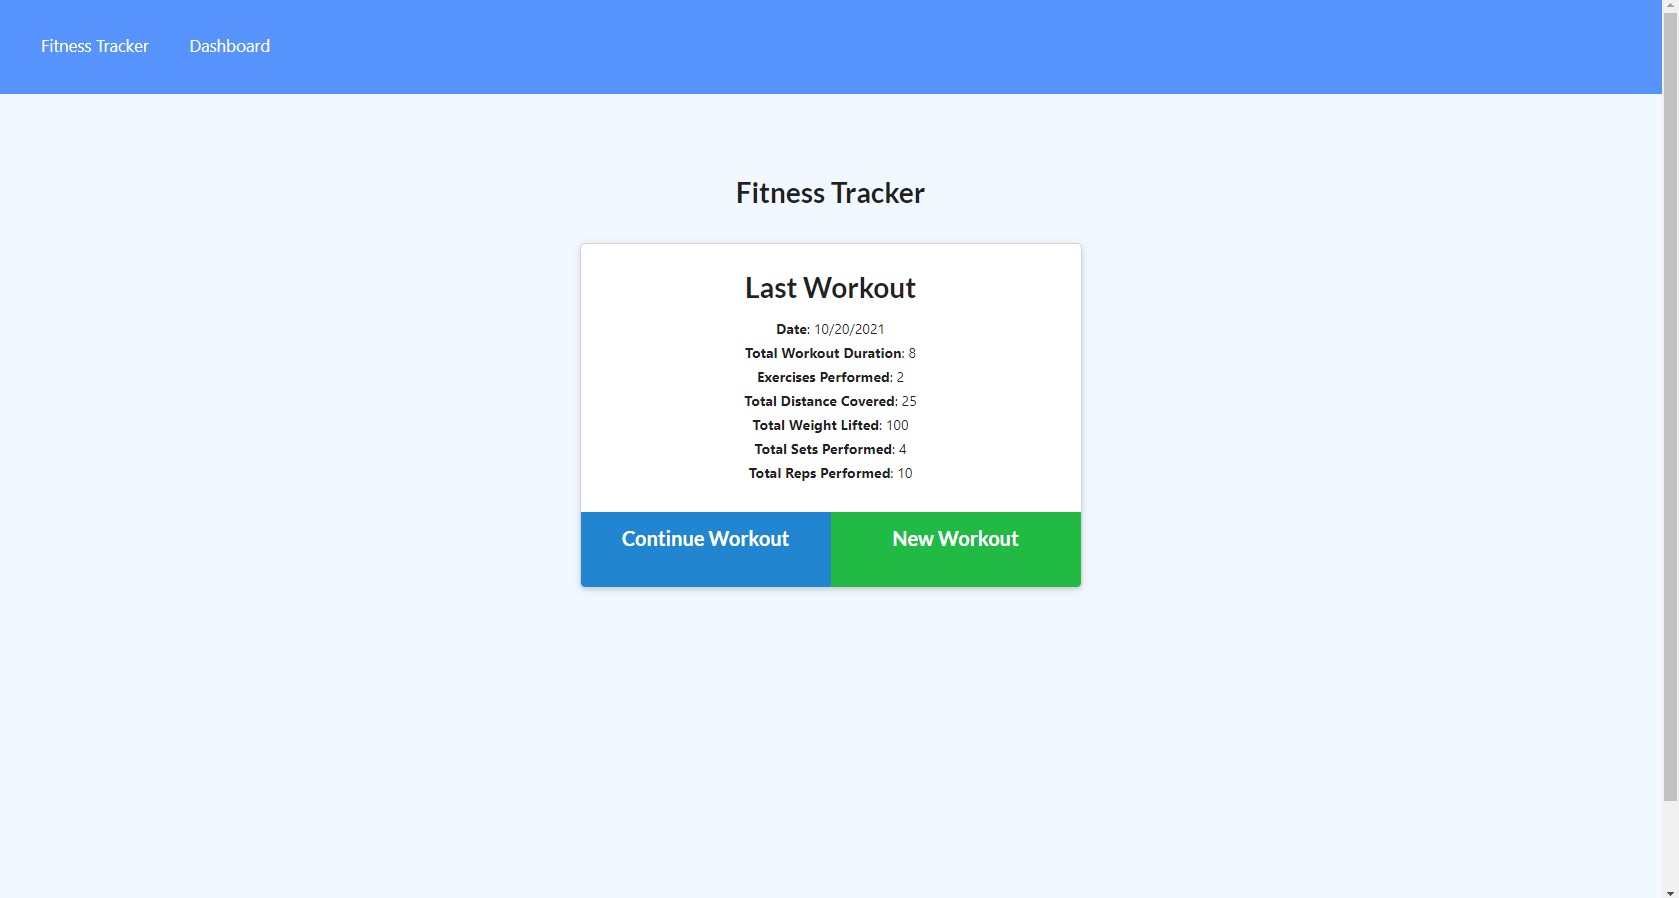 Fitness Tracker Dashboard
Fitness Tracker
Last Workout
Date: 10/20/2021
Total Workout Duration: 8
Exercises Performed: 2
Total Distance Covered: 25
Total Weight Lifted: 100
Total Sets Performed: 4
Total Reps Performed: 10
Continue Workout New Workout